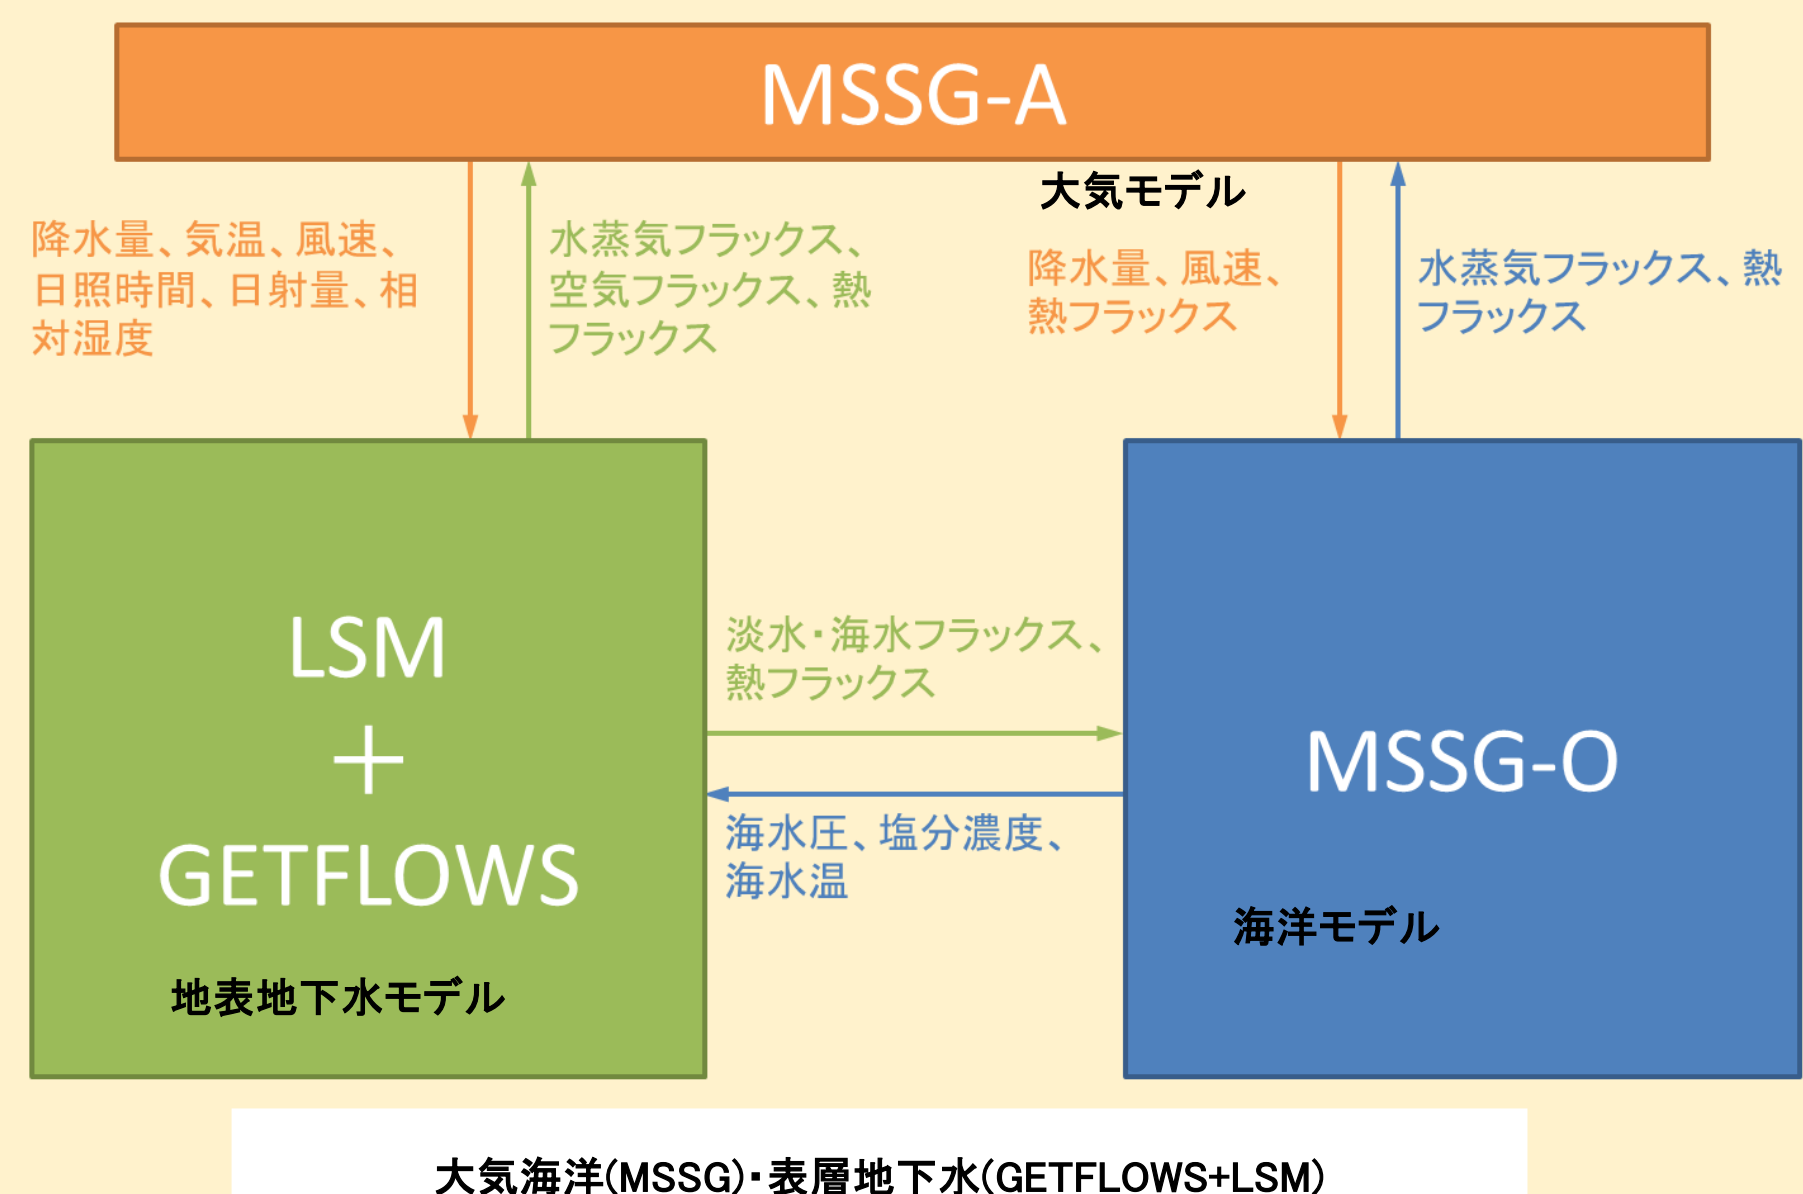 MSSG-A
大気モデル
降水量、気温、風速、
日照時間、日射量、相
対湿度
水蒸気フラックス、
空気フラックス、熱
フラックス
降水量、風速、
熱フラックス
水蒸気フラックス、熱
フラックス
LSM
+
GETFLOWS
地表地下水モデル
淡水・海水フラックス、
熱フラックス
海水圧、塩分濃度、
海水温
MSSG-O
海洋モデル
大気海洋(MSSG)・表層地下水(GETFLOWS+LSM)